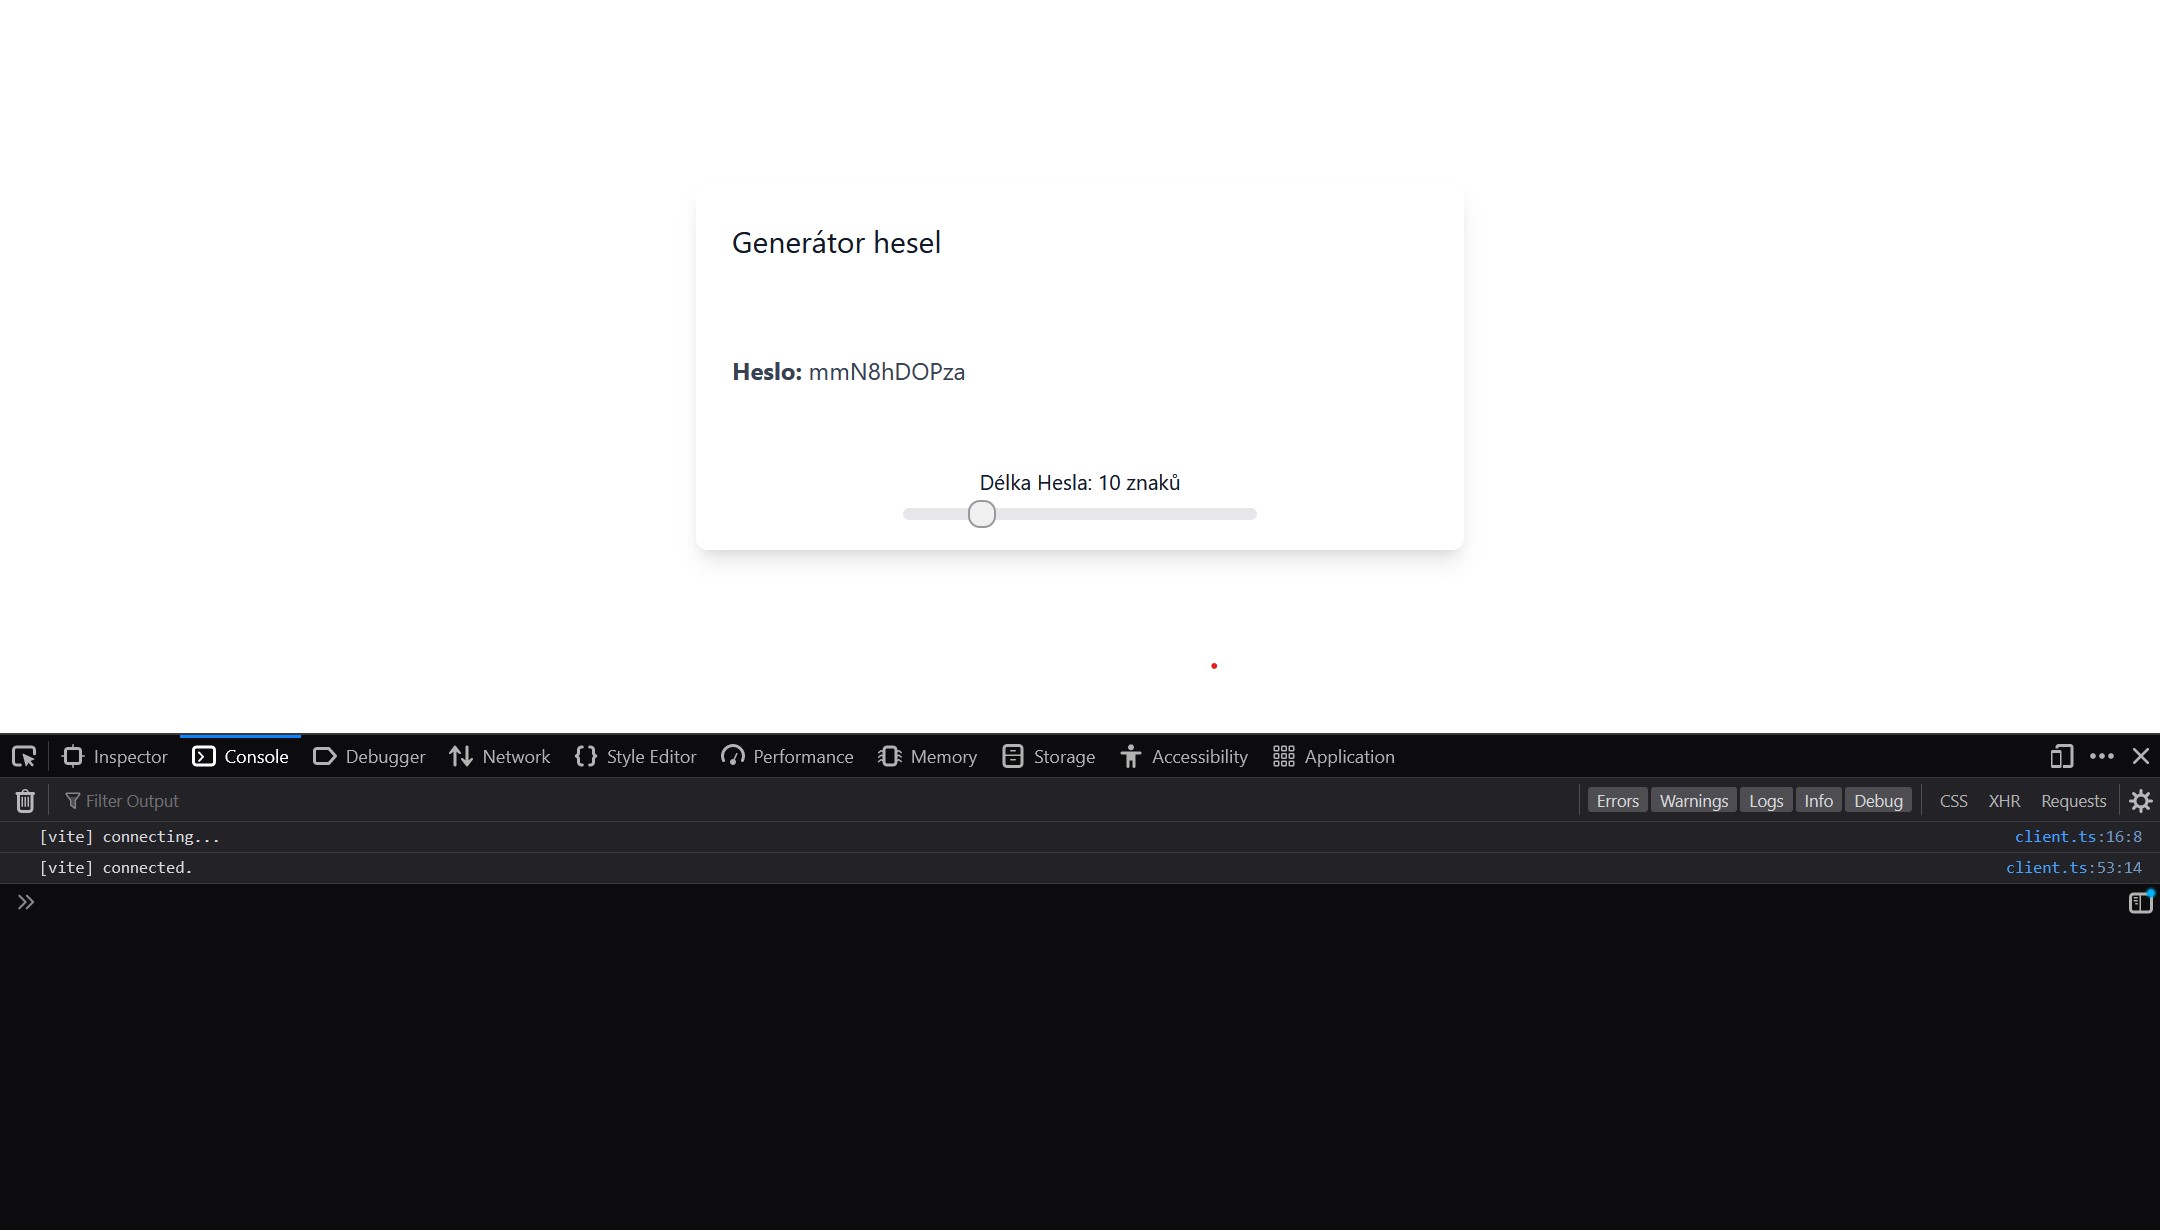 Generátor hesel
Heslo: mmN8hDOPza
Délka Hesla: 10 znaků
Inspector Console Debugger Network Style Editor Performance Memory Storage Accessibility Application
Filter Output Errors Warnings Logs Info Debug CSS XHR Requests
[vite] connecting... client.ts:16:8
[vite] connected. client.ts:53:14